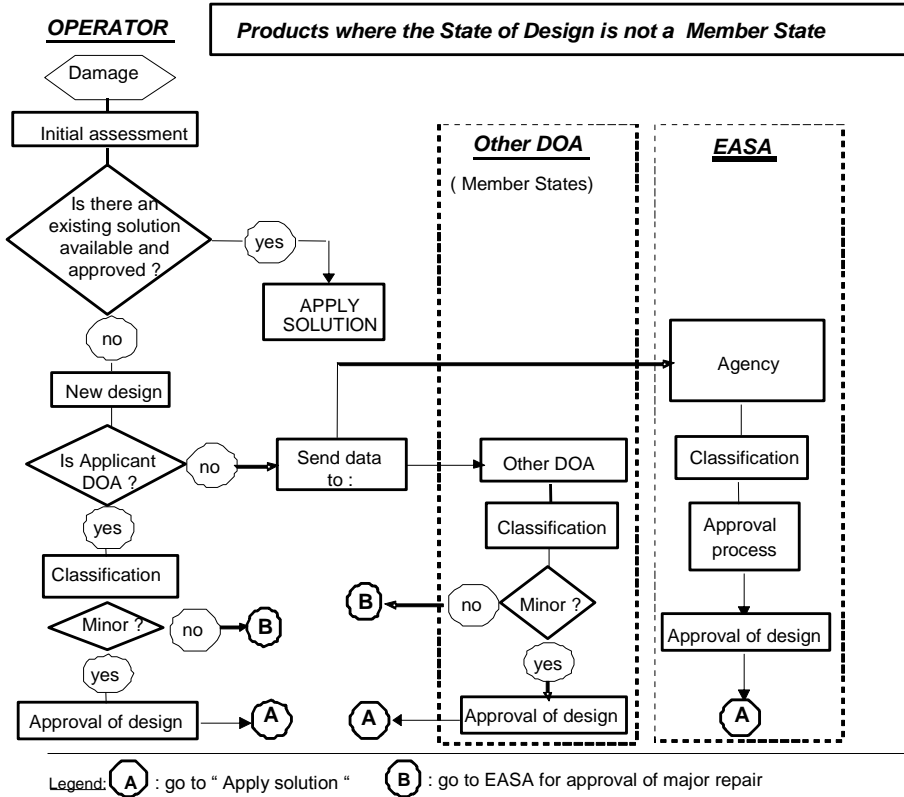 OPERATOR
Products where the State of Design is not a Member State
Damage
Initial assessment
Is there an
existing solution
available and
approved ?
yes
APPLY
SOLUTION
no
New design
Is Applicant
DOA ?
no
Send data
to :
yes
Classification
Minor ?
no
B
yes
Approval of design
A
Other DOA
( Member States)
Other DOA
Classification
Minor ?
no
B
yes
Approval of design
A
EASA
Agency
Classification
Approval
process
Approval of design
A
Legend: A : go to “ Apply solution “ B : go to EASA for approval of major repair